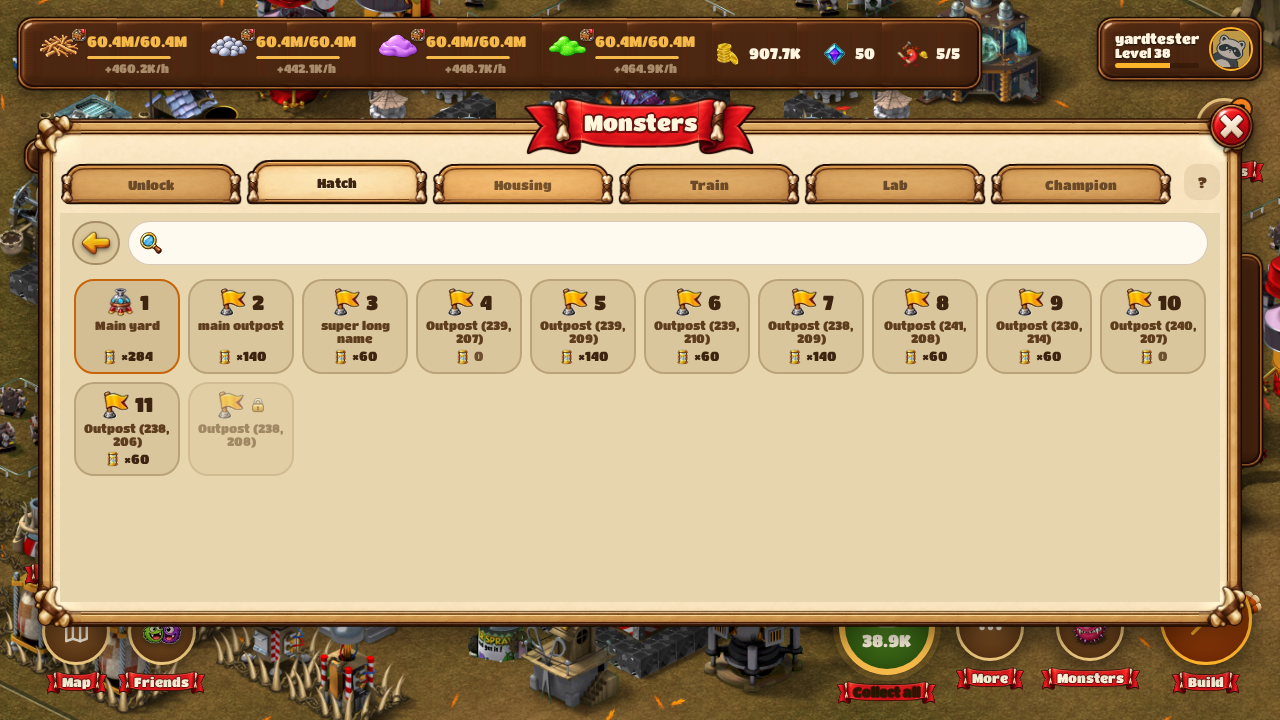 60.4M/60.4M
+460.2K/h
60.4M/60.4M
+442.1K/h
60.4M/60.4M
+448.7K/h
60.4M/60.4M
+464.9K/h
907.7K
50
5/5
yardtester
Level 38
Monsters
Unlock
Hatch
Housing
Train
Lab
Champion
?
1
Main yard
×284
2
main outpost
×140
3
super long
name
×60
4
Outpost (239,
207)
0
5
Outpost (239,
209)
×140
6
Outpost (239,
210)
×60
7
Outpost (238,
209)
×140
8
Outpost (241,
208)
×60
9
Outpost (230,
214)
×60
10
Outpost (240,
207)
0
11
Outpost (238,
206)
×60
Outpost (238,
208)
38.9K
Map
Friends
Collect all
More
Monsters
Build